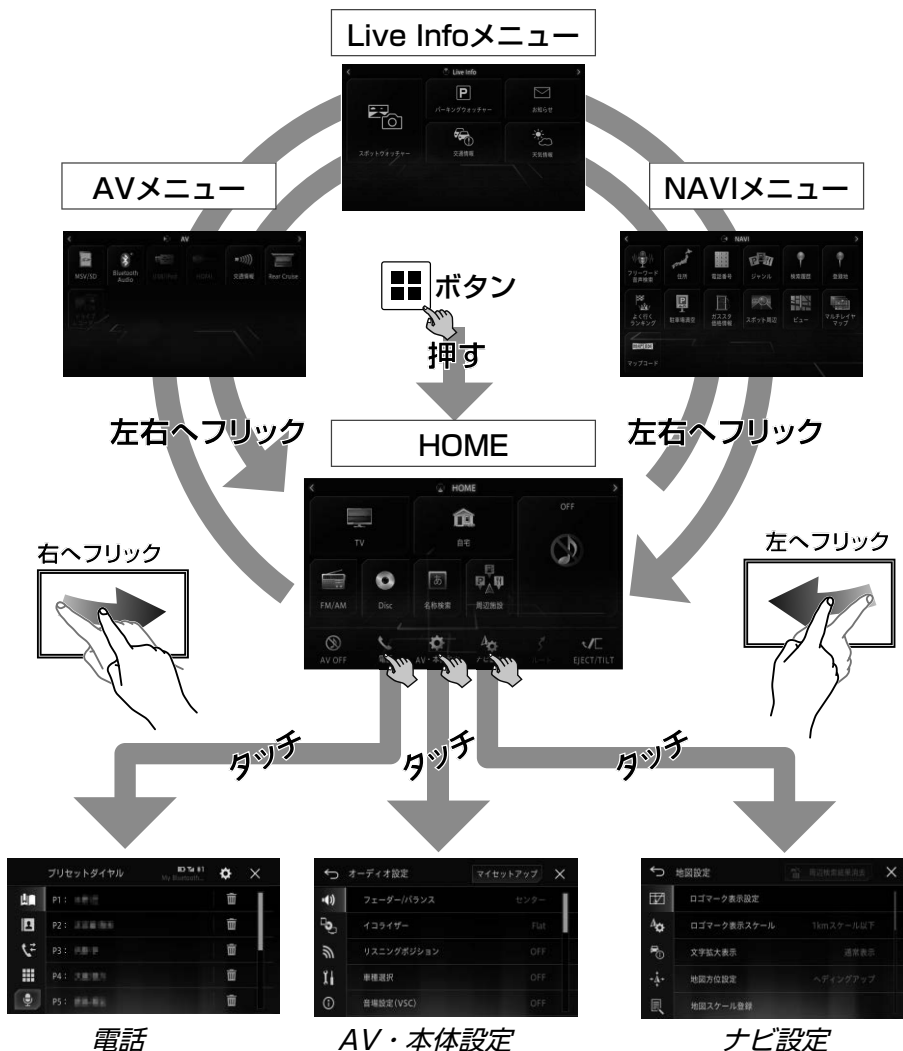 Live Infoメニュー
Live Info
パーキングウォッチャー
お知らせ
スポットウォッチャー
交通情報
天気情報
AVメニュー
AV
MSV/SD
Bluetooth Audio
交通情報
Rear Cruise
NAVIメニュー
NAVI
フリーワード音声検索
住所
電話番号
ジャンル
検索履歴
登録地
よく行くランキング
駐車場満空
ガススタ価格情報
スポット周辺
ビュー
マルチレイヤマップ
マップコード
ボタン
押す
左右へフリック
左右へフリック
HOME
HOME
TV
自宅
OFF
FM/AM
Disc
名称検索
周辺施設
AV OFF
AV・本体
EJECT/TILT
右へフリック
左へフリック
タッチ
タッチ
タッチ
プリセットダイヤル
My Bluetooth...
P1：
P2：
P3：
P4：
P5：
電話
オーディオ設定
マイセットアップ
フェーダー/バランス
センター
イコライザー
Flat
リスニングポジション
OFF
車種選択
OFF
音場設定(VSC)
OFF
AV・本体設定
地図設定
周辺検索結果消去
ロゴマーク表示設定
ロゴマーク表示スケール
1kmスケール以下
文字拡大表示
通常表示
地図方位設定
ヘディングアップ
地図スケール登録
ナビ設定